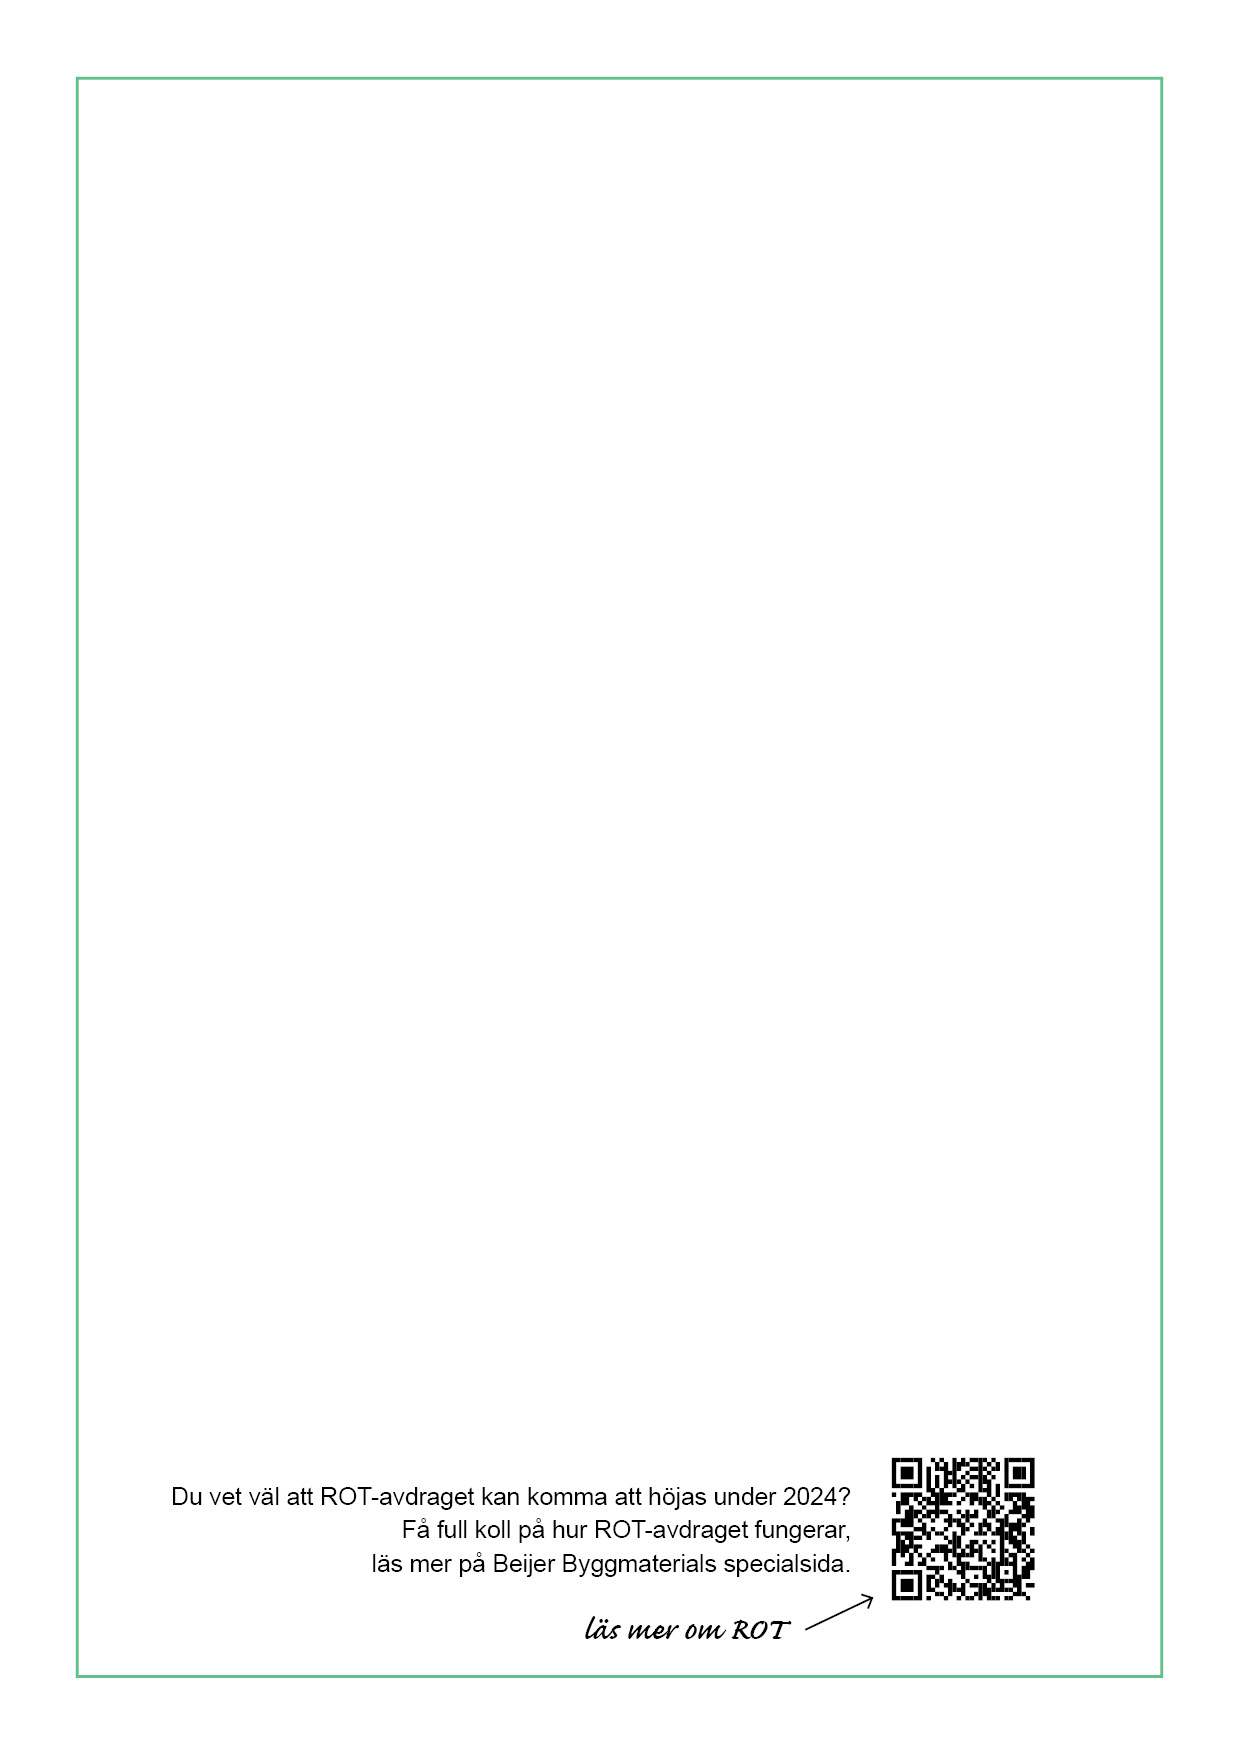 Du vet väl att ROT-avdraget kan komma att höjas under 2024?
Få full koll på hur ROT-avdraget fungerar,
läs mer på Beijer Byggmaterials specialsida.
läs mer om ROT